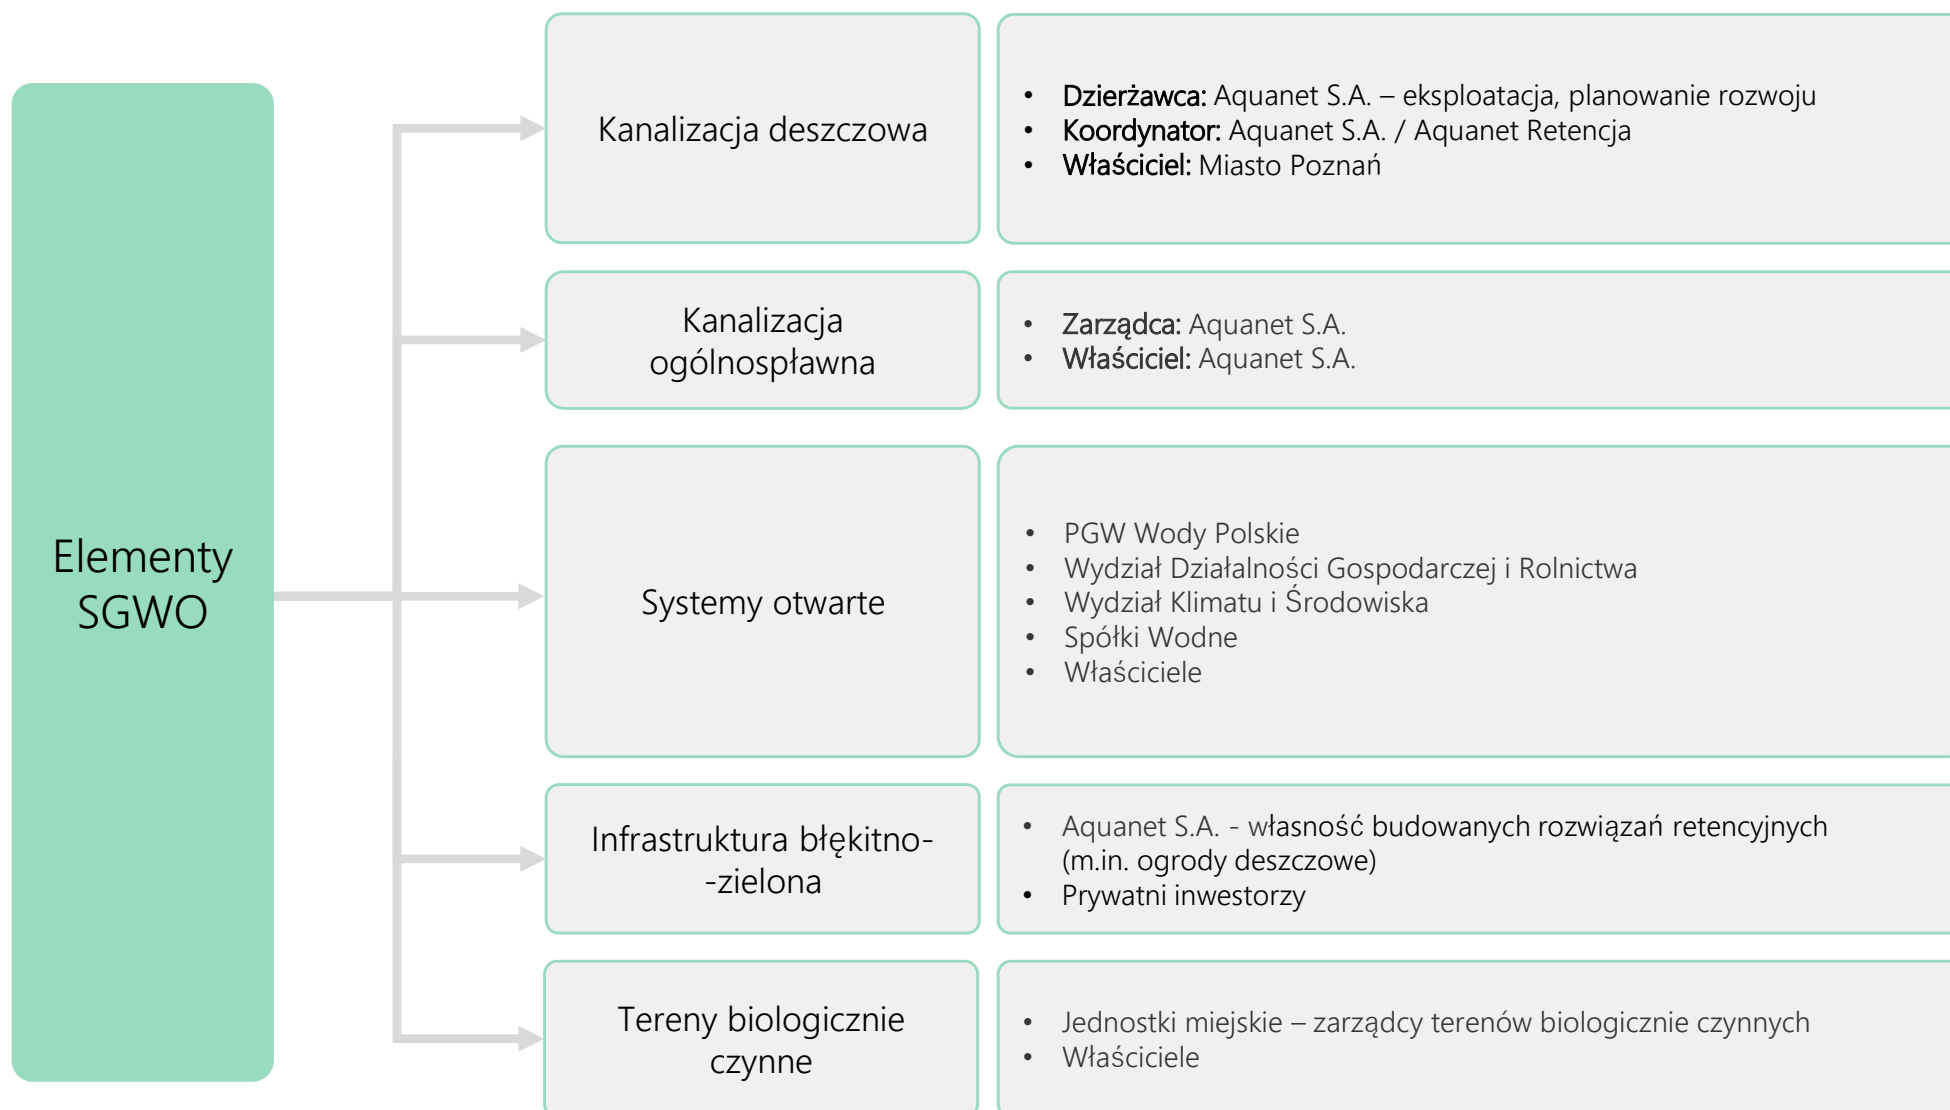 Elementy
SGWO
Kanalizacja deszczowa
• Dzierżawca: Aquanet S.A. – eksploatacja, planowanie rozwoju
• Koordynator: Aquanet S.A. / Aquanet Retencja
• Właściciel: Miasto Poznań
Kanalizacja
ogólnospławna
• Zarządca: Aquanet S.A.
• Właściciel: Aquanet S.A.
Systemy otwarte
• PGW Wody Polskie
• Wydział Działalności Gospodarczej i Rolnictwa
• Wydział Klimatu i Środowiska
• Spółki Wodne
• Właściciele
Infrastruktura błękitno-
-zielona
• Aquanet S.A. - własność budowanych rozwiązań retencyjnych
(m.in. ogrody deszczowe)
• Prywatni inwestorzy
Tereny biologicznie
czynne
• Jednostki miejskie – zarządcy terenów biologicznie czynnych
• Właściciele